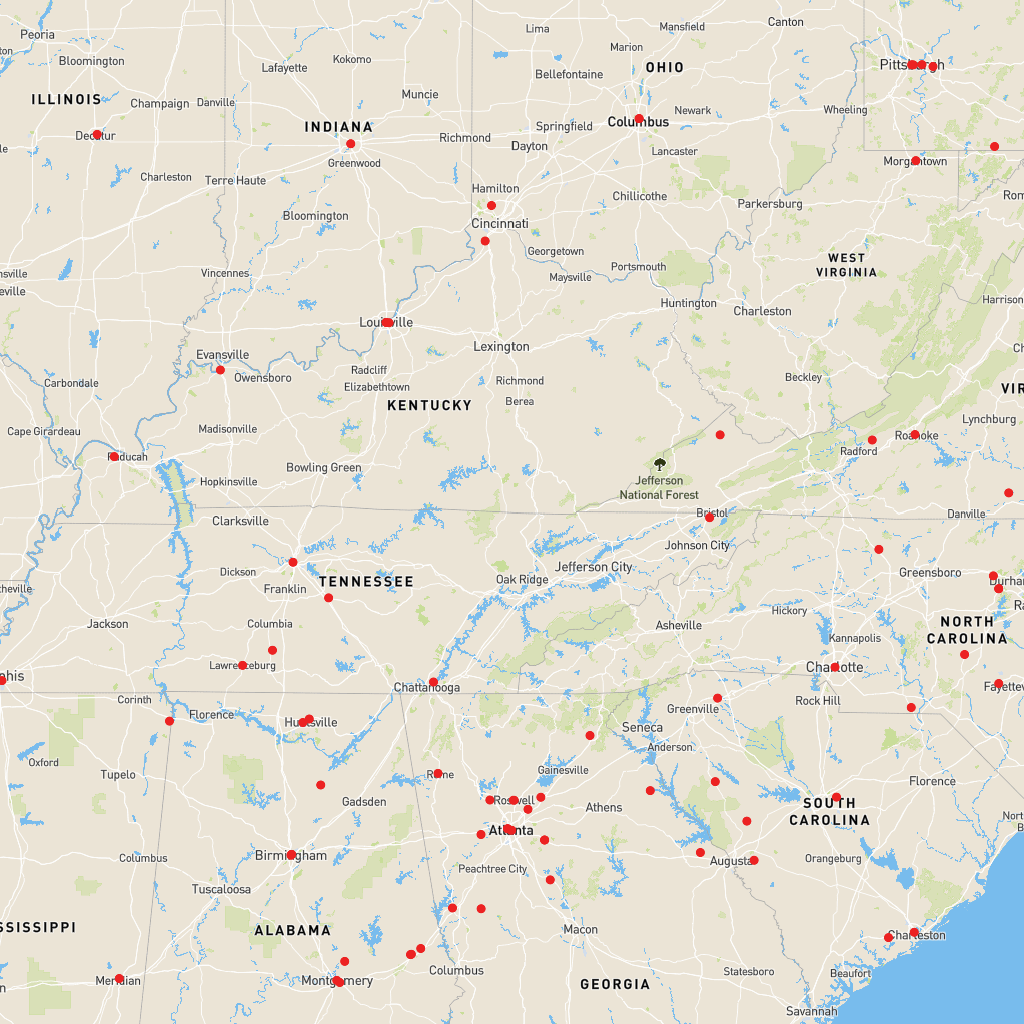 Peoria
Lima
Mansfield
Canton
Marion
Bloomington
Kokomo
OHIO
Lafayette
Bellefontaine
Pittsburgh
ILLINOIS
Champaign
Danville
Muncie
Newark
Wheeling
Decatur
INDIANA
Richmond
Springfield
Columbus
Dayton
Lancaster
Greenwood
Morgantown
Charleston
Terre Haute
Hamilton
Chillicothe
Parkersburg
Bloomington
Cincinnati
Georgetown
WEST
VIRGINIA
Vincennes
Portsmouth
Maysville
Huntington
Charleston
Louisville
Lexington
Evansville
Owensboro
Radcliff
Elizabethtown
Richmond
Beckley
Carbondale
Berea
KENTUCKY
Cape Girardeau
Madisonville
Lynchburg
Roanoke
Radford
Paducah
Bowling Green
Hopkinsville
Jefferson
National Forest
Clarksville
Bristol
Danville
Johnson City
Dickson
TENNESSEE
Oak Ridge
Jefferson City
Greensboro
Franklin
Hickory
Jackson
Columbia
Asheville
NORTH
CAROLINA
Kannapolis
Lawrenceburg
Charlotte
Chattanooga
Corinth
Florence
Rock Hill
Greenville
Huntsville
Seneca
Anderson
Oxford
Tupelo
Rome
Gainesville
Florence
Gadsden
Roswell
Athens
SOUTH
CAROLINA
Atlanta
Columbus
Birmingham
Peachtree City
Augusta
Orangeburg
Tuscaloosa
ALABAMA
Macon
Charleston
Meridian
Montgomery
Columbus
Statesboro
Beaufort
GEORGIA
Savannah